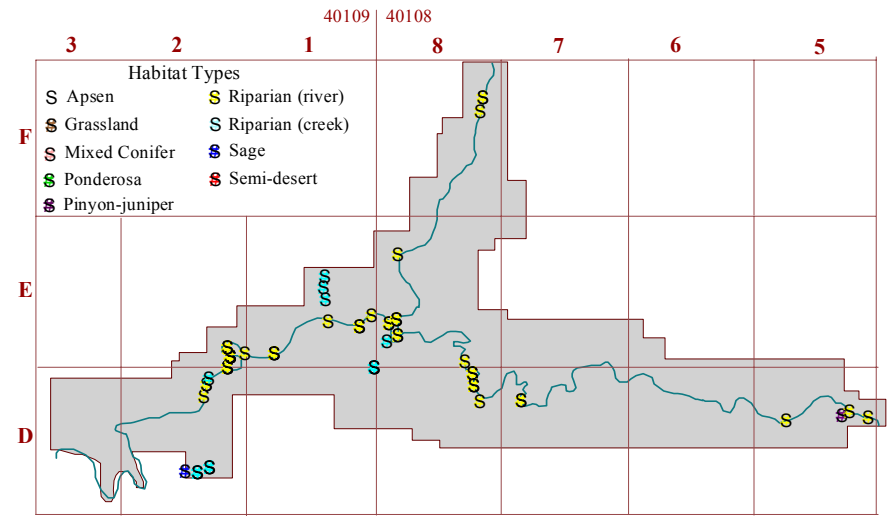 40109 40108
3 2 1 8 7 6 5
Habitat Types
S Apsen S Riparian (river)
S Grassland S Riparian (creek)
S Mixed Conifer S Sage
S Ponderosa S Semi-desert
S Pinyon-juniper
F
E
D